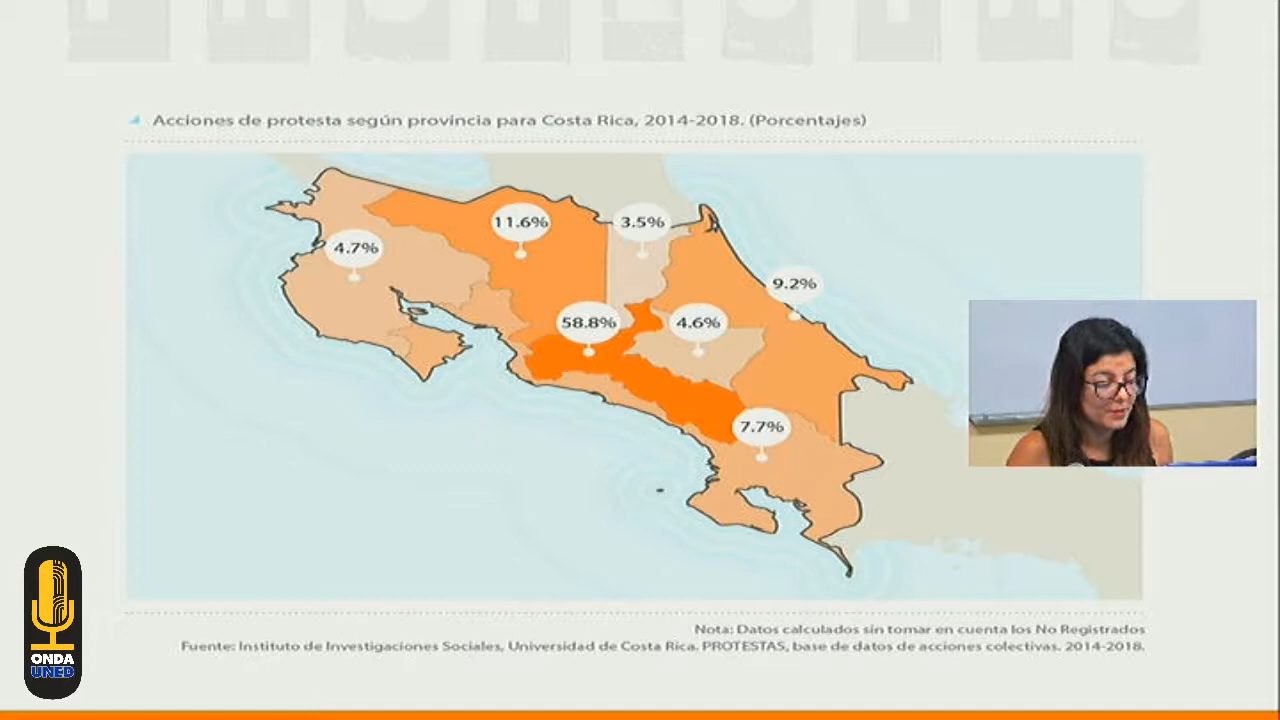 Acciones de protesta según provincia para Costa Rica, 2014-2018. (Porcentajes)
11.6%
3.5%
4.7%
9.2%
58.8%
4.6%
7.7%
Nota: Datos calculados sin tomar en cuenta los No Registrados
Fuente: Instituto de Investigaciones Sociales, Universidad de Costa Rica. PROTESTAS, base de datos de acciones colectivas. 2014-2018.
ONDA
UNED